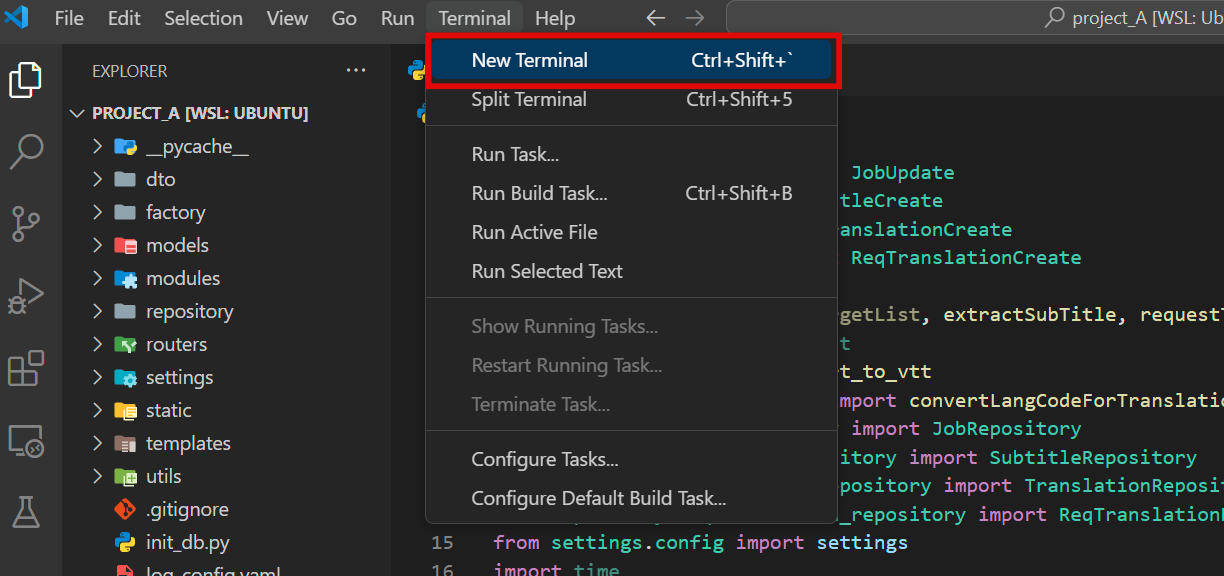 File Edit Selection View Go Run Terminal Help project_A [WSL: Ub
EXPLORER
PROJECT_A [WSL: UBUNTU]
__pycache__
dto
factory
models
modules
repository
routers
settings
static
templates
utils
.gitignore
init_db.py
log_config.yaml
New Terminal Ctrl+Shift+`
Split Terminal Ctrl+Shift+5
Run Task...
Run Build Task... Ctrl+Shift+B
Run Active File
Run Selected Text
Show Running Tasks...
Restart Running Task...
Terminate Task...
Configure Tasks...
Configure Default Build Task...
JobUpdate
tleCreate
anslationCreate
ReqTranslationCreate
getList, extractSubTitle, request
t
t_to_vtt
mport convertLangCodeForTranslati
import JobRepository
itory import SubtitleRepository
pository import TranslationReposi
_repository import ReqTranslation
15 from settings.config import settings
16 import time